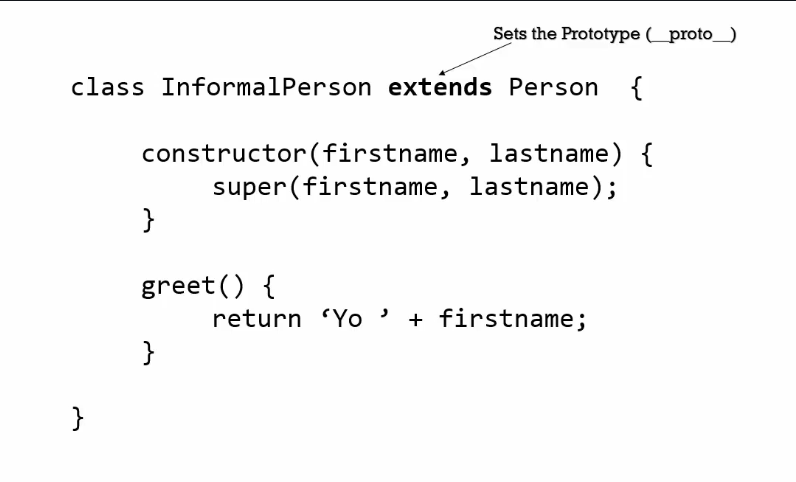 Sets the Prototype (__proto__)
class InformalPerson extends Person {
constructor(firstname, lastname) {
super(firstname, lastname);
}
greet() {
return ‘Yo ’ + firstname;
}
}